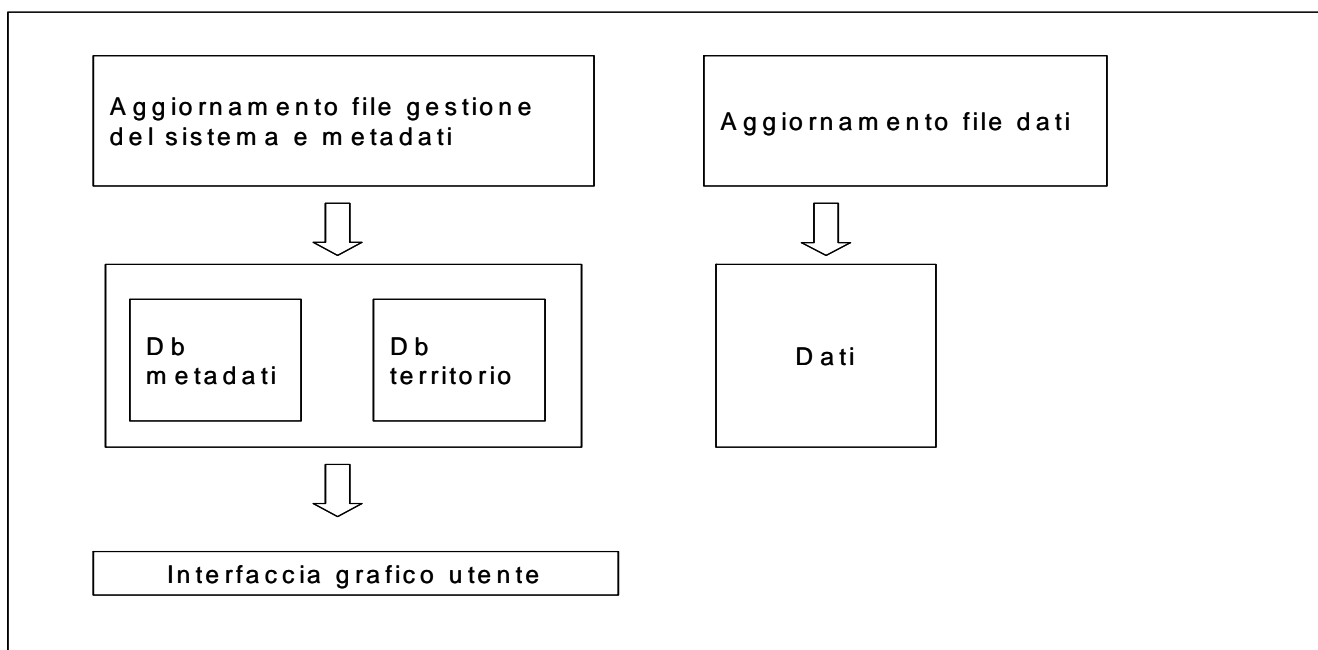 Aggiornamento file gestione
del sistema e metadati
Aggiornamento file dati
Db
metadati
Db
territorio
Dati
Interfaccia grafico utente